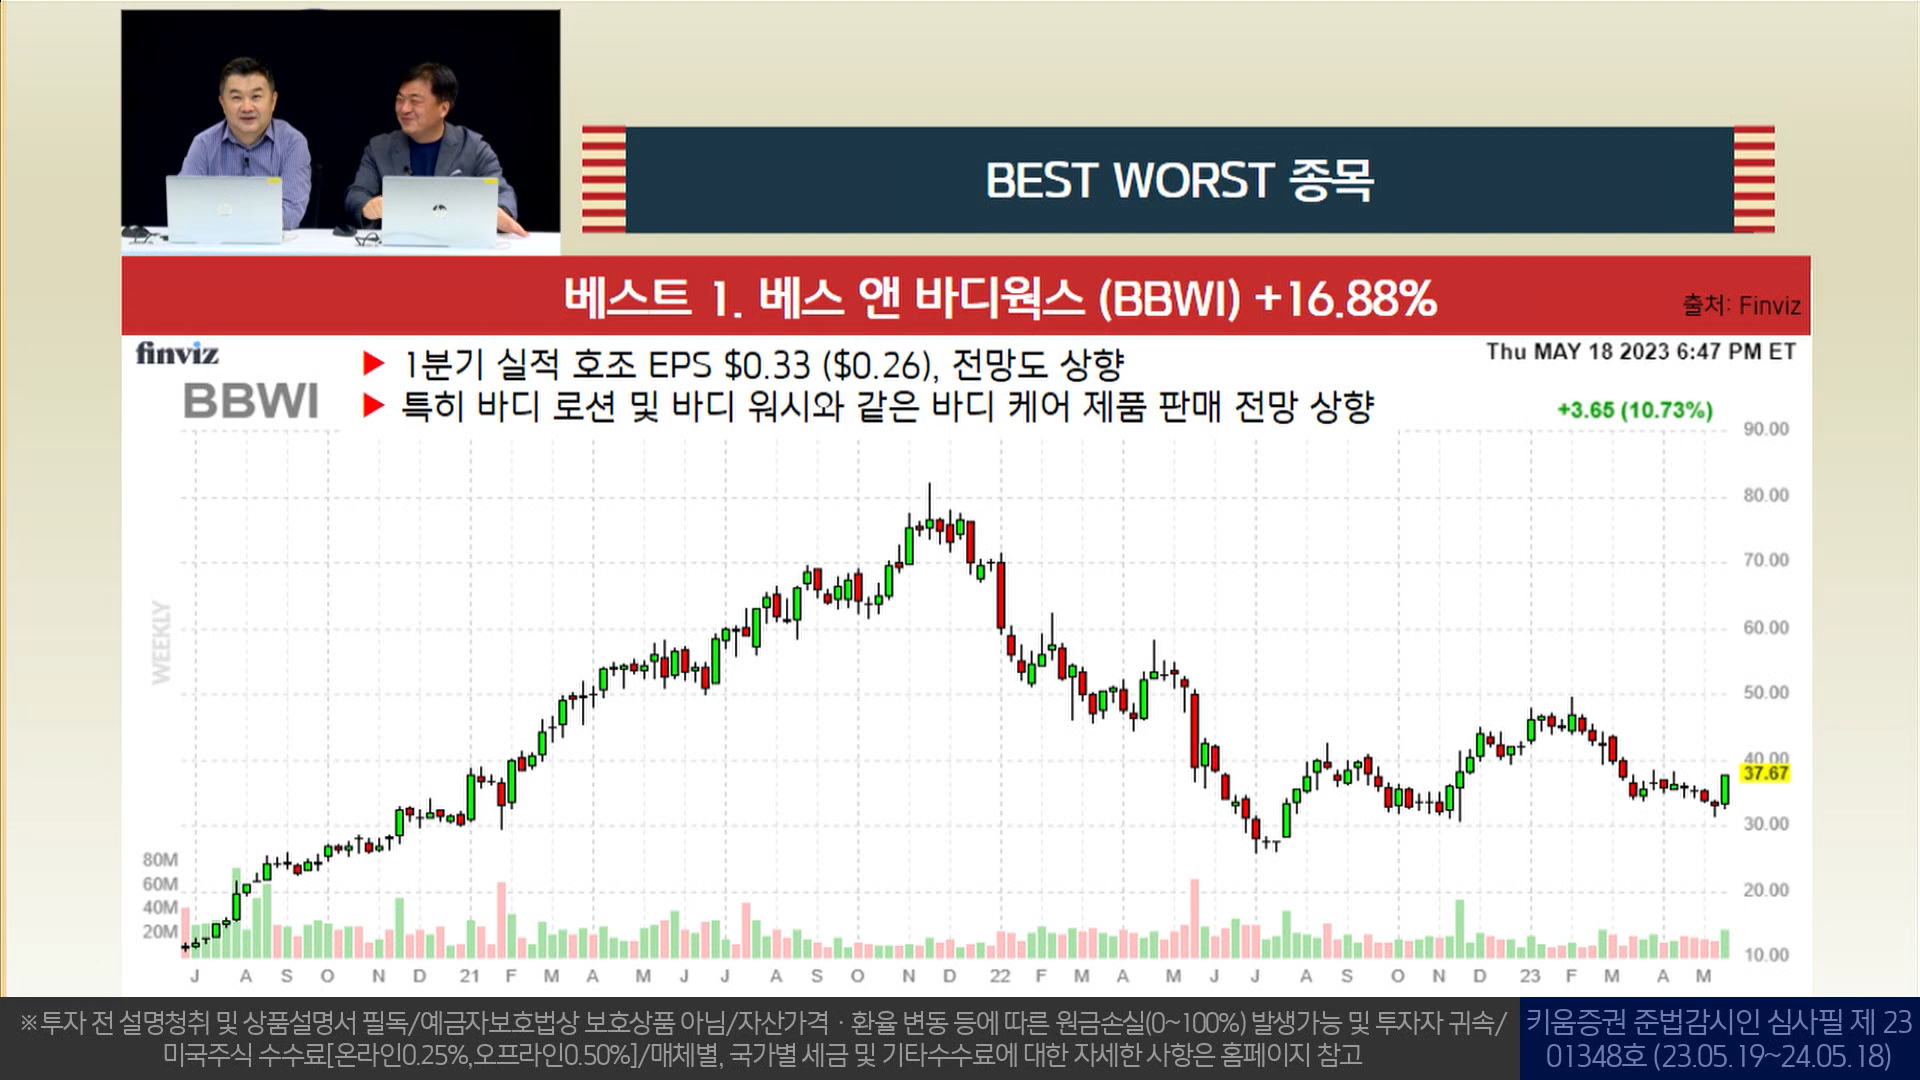 BEST WORST 종목
베스트 1. 베스 앤 바디웍스 (BBWI) +16.88%
출처: Finviz
finviz
▶ 1분기 실적 호조 EPS $0.33 ($0.26), 전망도 상향
Thu MAY 18 2023 6:47 PM ET
BBWI
▶ 특히 바디 로션 및 바디 워시와 같은 바디 케어 제품 판매 전망 상향
+3.65 (10.73%)
90.00
80.00
70.00
60.00
50.00
40.00
37.67
30.00
20.00
10.00
WEEKLY
80M
60M
40M
20M
J A S O N D 21 F M A M J J A S O N D 22 F M A M J J A S O N D 23 F M A M
※투자 전 설명청취 및 상품설명서 필독/예금자보호법상 보호상품 아님/자산가격 · 환율 변동 등에 따른 원금손실(0~100%) 발생가능 및 투자자 귀속/
미국주식 수수료[온라인0.25%,오프라인0.50%]/매체별, 국가별 세금 및 기타수수료에 대한 자세한 사항은 홈페이지 참고
키움증권 준법감시인 심사필 제 23
01348호 (23.05.19~24.05.18)